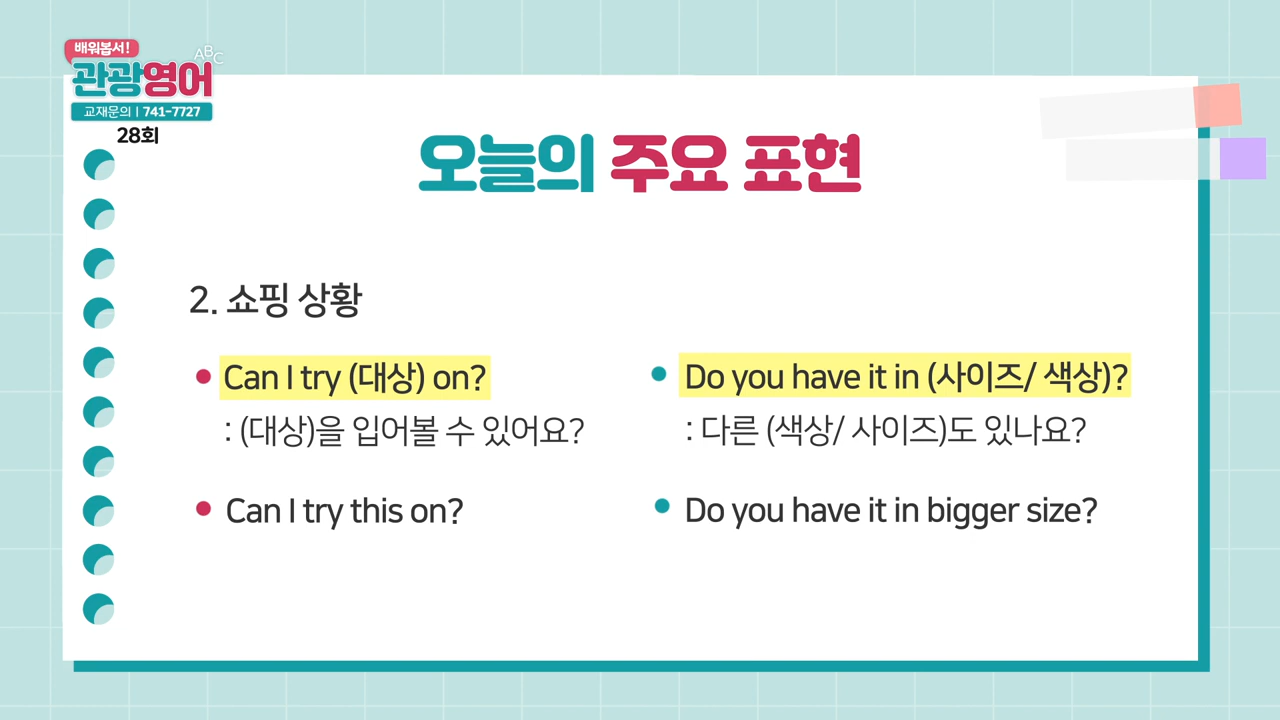 배워봅서!
ABC
관광영어
교재문의 | 741-7727
28회
오늘의 주요 표현
2. 쇼핑 상황
• Can I try (대상) on?
: (대상)을 입어볼 수 있어요?
• Can I try this on?
• Do you have it in (사이즈/ 색상)?
: 다른 (색상/ 사이즈)도 있나요?
• Do you have it in bigger size?